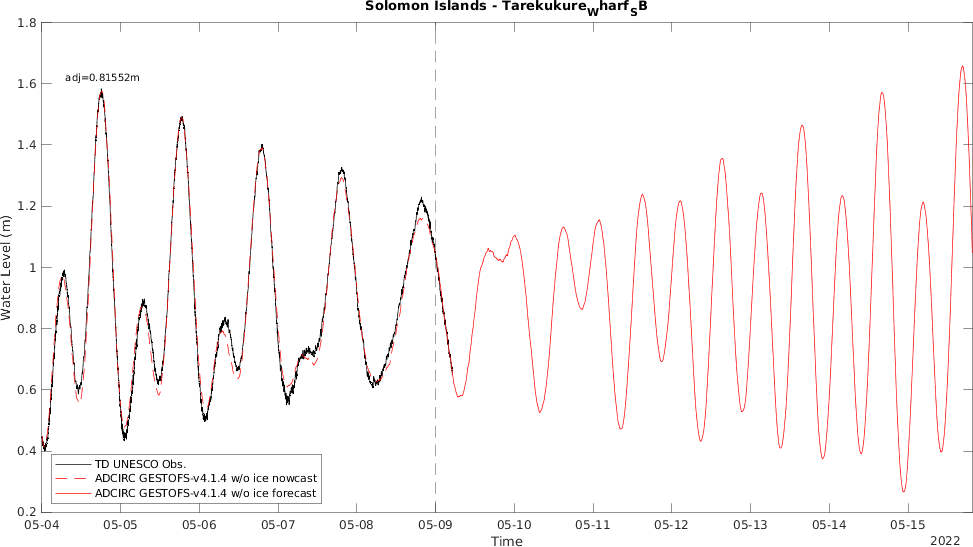 Solomon Islands - TarekukureWharfSB
1.8
1.6
1.4
1.2
1
0.8
0.6
0.4
0.2
Water Level (m)
adj=0.81552m
TD UNESCO Obs.
ADCIRC GESTOFS-v4.1.4 w/o ice nowcast
ADCIRC GESTOFS-v4.1.4 w/o ice forecast
05-04 05-05 05-06 05-07 05-08 05-09 05-10 05-11 05-12 05-13 05-14 05-15
Time
2022